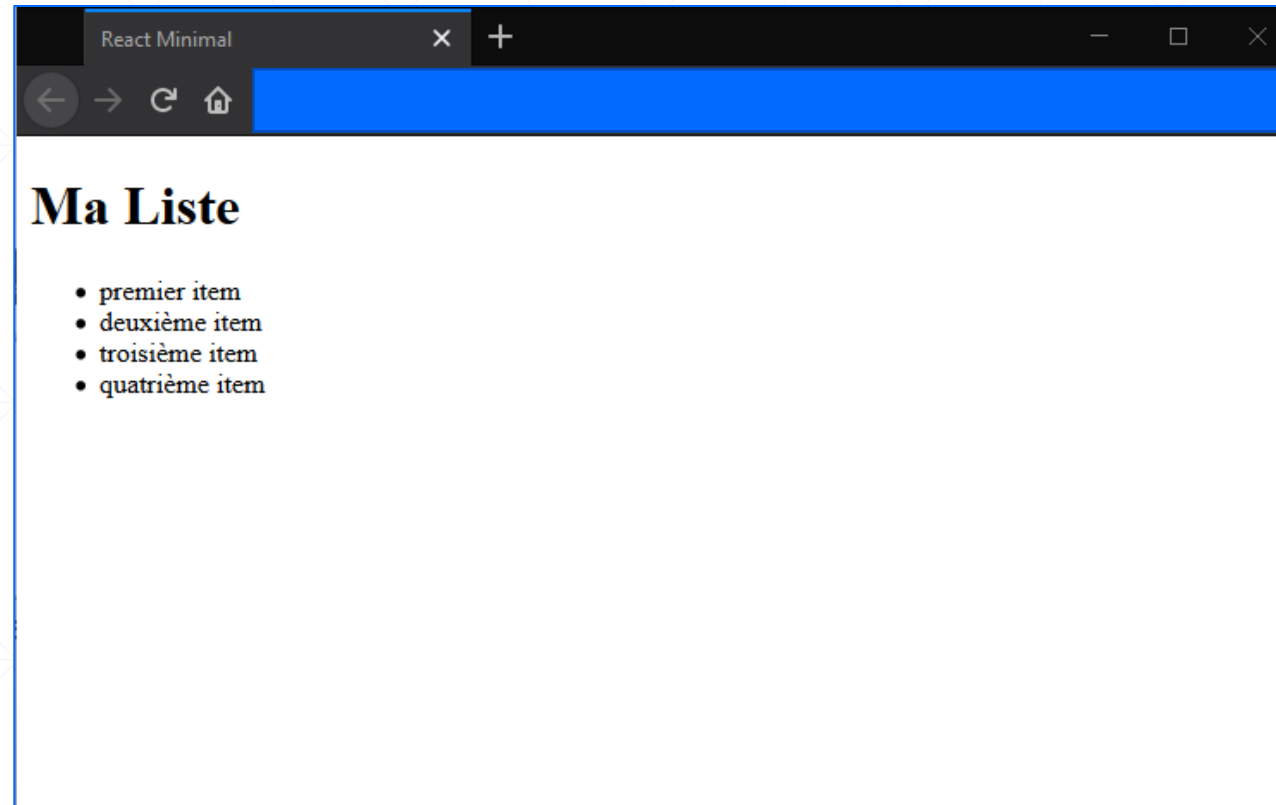 React Minimal
Ma Liste
premier item
deuxième item
troisième item
quatrième item